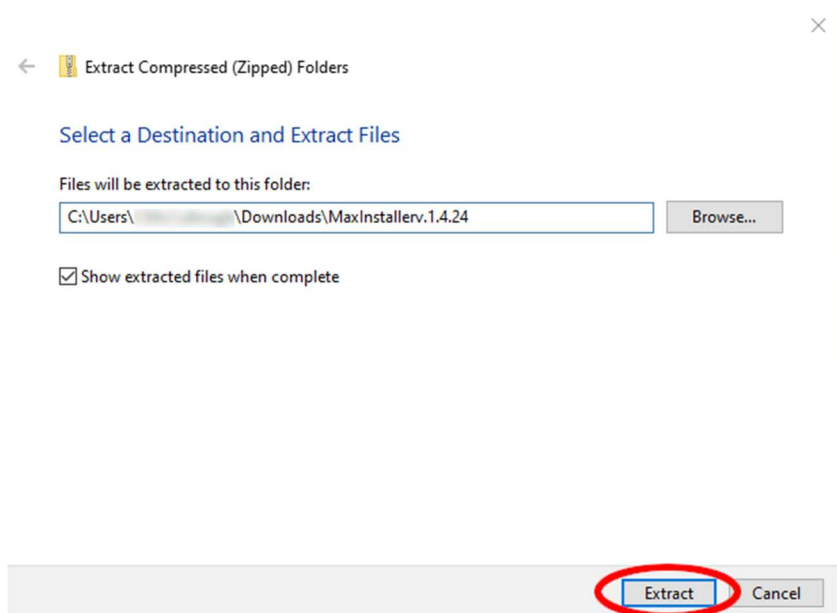 Extract Compressed (Zipped) Folders
Select a Destination and Extract Files
Files will be extracted to this folder:
C:\Users\ \Downloads\MaxInstallerv.1.4.24 Browse...
Show extracted files when complete
Extract Cancel